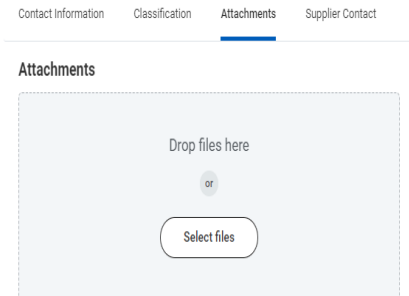 Contact Information Classification Attachments Supplier Contact
Attachments
Drop files here
or
Select files